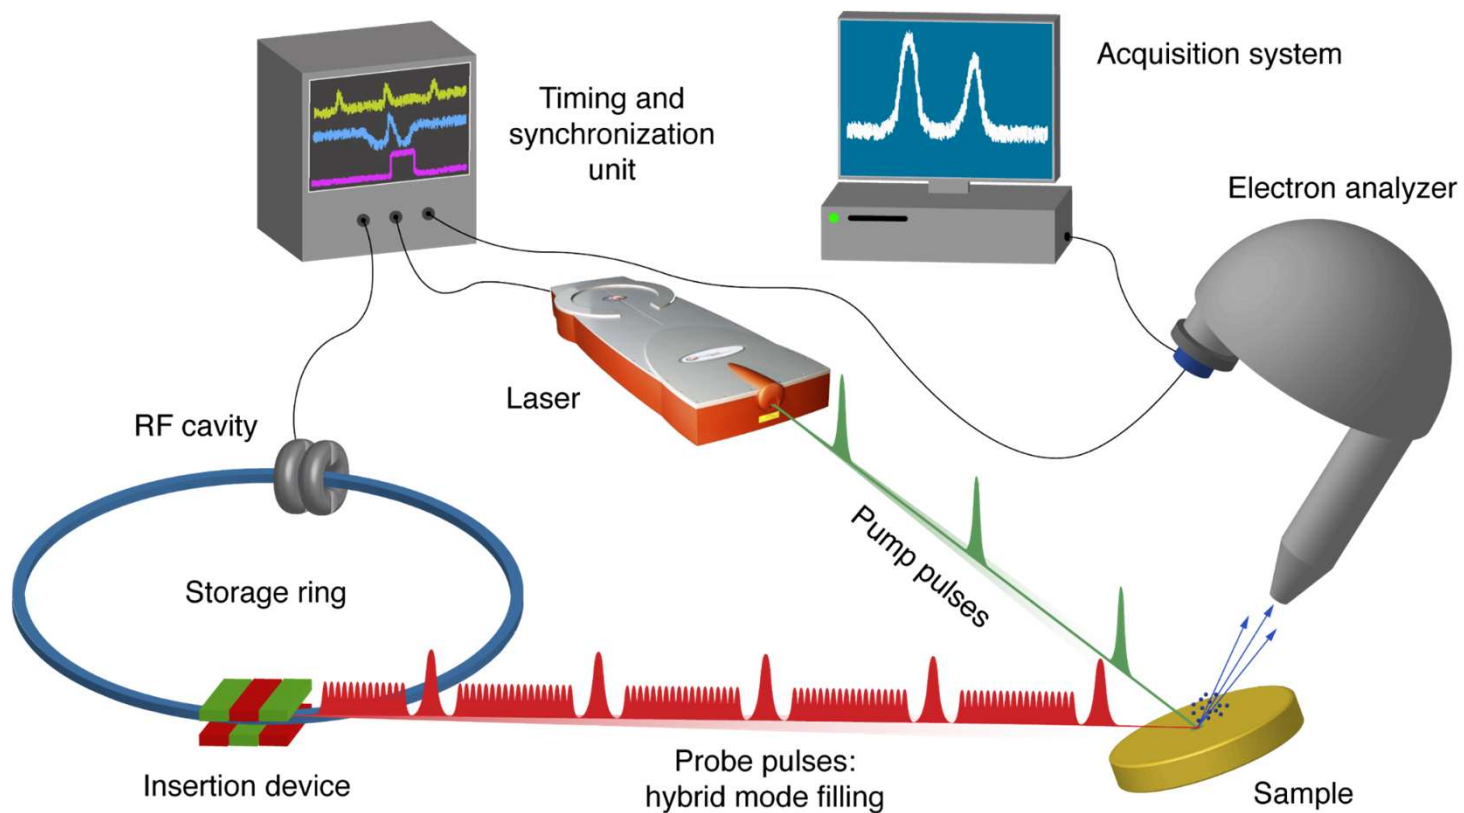 Timing and
synchronization
unit
Acquisition system
Electron analyzer
Laser
RF cavity
Pump pulses
Storage ring
Insertion device
Probe pulses:
hybrid mode filling
Sample